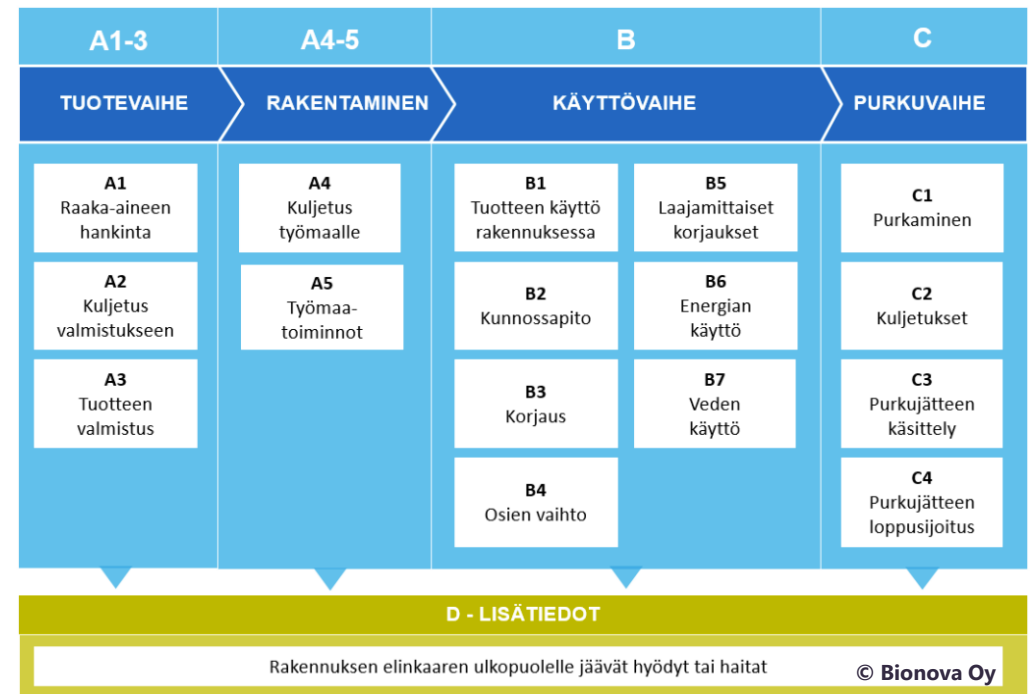 A1-3
A4-5
B
C
TUOTEVAIHE
RAKENTAMINEN
KÄYTTÖVAIHE
PURKUVAIHE
A1
Raaka-aineen
hankinta
A2
Kuljetus
valmistukseen
A3
Tuotteen
valmistus
A4
Kuljetus
työmaalle
A5
Työmaa-
toiminnot
B1
Tuotteen käyttö
rakennuksessa
B2
Kunnossapito
B3
Korjaus
B4
Osien vaihto
B5
Laajamittaiset
korjaukset
B6
Energian
käyttö
B7
Veden
käyttö
C1
Purkaminen
C2
Kuljetukset
C3
Purkujätteen
käsittely
C4
Purkujätteen
loppusijoitus
D - LISÄTIEDOT
Rakennuksen elinkaaren ulkopuolelle jäävät hyödyt tai haitat
© Bionova Oy